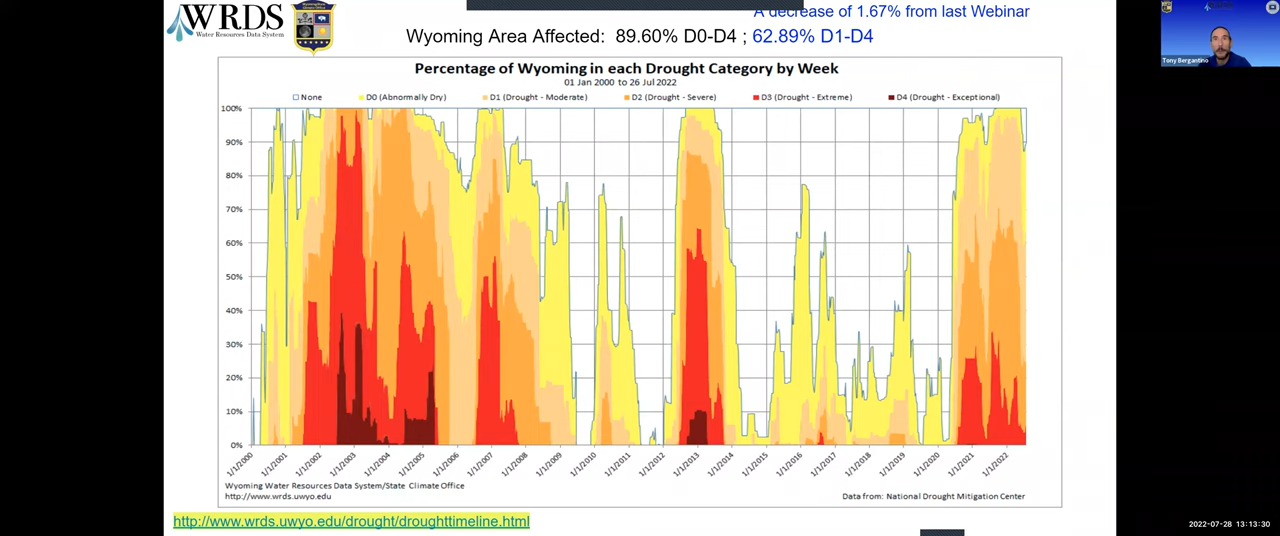 WRDS
Water Resources Data System
A decrease of 1.67% from last Webinar
Wyoming Area Affected: 89.60% D0-D4 ; 62.89% D1-D4
Percentage of Wyoming in each Drought Category by Week
01 Jan 2000 to 26 Jul 2022
None D0 (Abnormally Dry) D1 (Drought - Moderate) D2 (Drought - Severe) D3 (Drought - Extreme) D4 (Drought - Exceptional)
100%
90%
80%
70%
60%
50%
40%
30%
20%
10%
0%
1/1/2000 1/1/2001 1/1/2002 1/1/2003 1/1/2004 1/1/2005 1/1/2006 1/1/2007 1/1/2008 1/1/2009 1/1/2010 1/1/2011 1/1/2012 1/1/2013 1/1/2014 1/1/2015 1/1/2016 1/1/2017 1/1/2018 1/1/2019 1/1/2020 1/1/2021 1/1/2022
Wyoming Water Resources Data System/State Climate Office
http://www.wrds.uwyo.edu
Data from: National Drought Mitigation Center
http://www.wrds.uwyo.edu/drought/droughttimeline.html
Tony Bergantino
2022-07-28 13:13:30